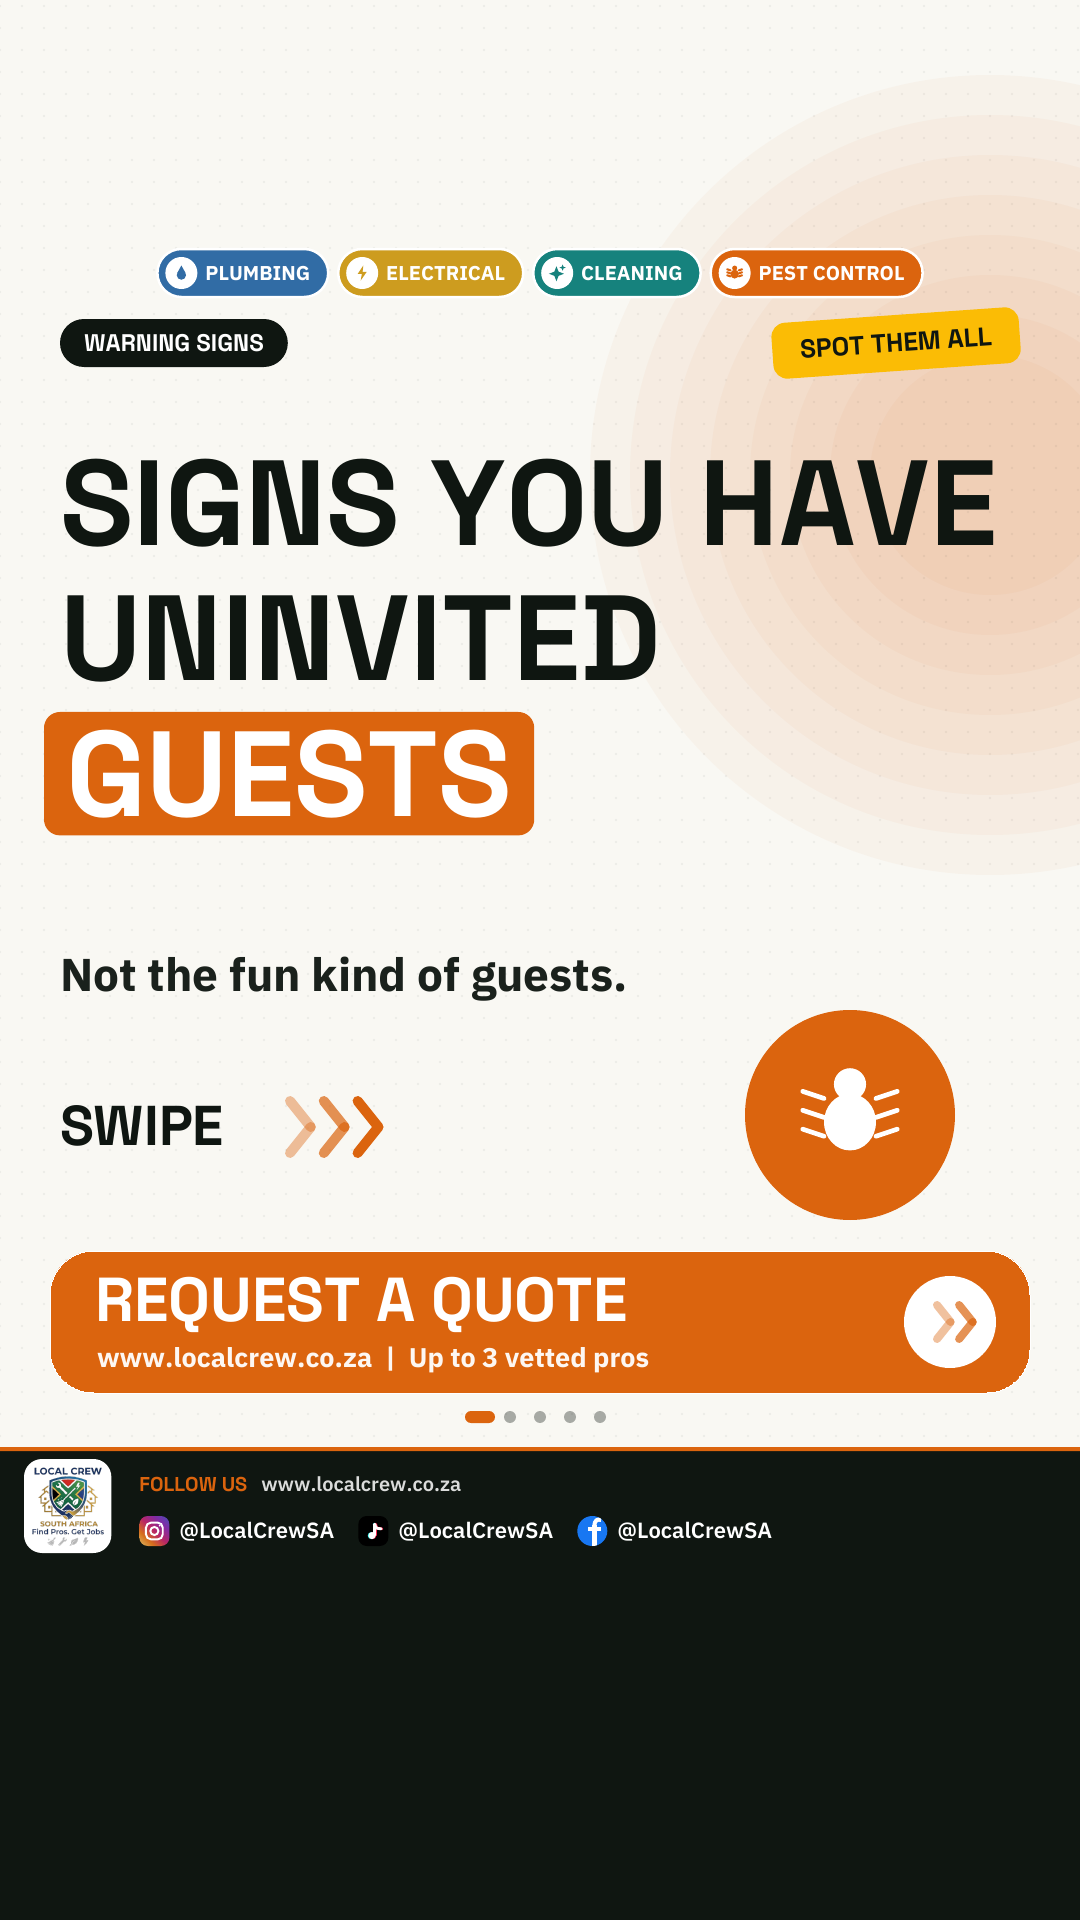 PLUMBING ELECTRICAL CLEANING PEST CONTROL
WARNING SIGNS
SPOT THEM ALL
SIGNS YOU HAVE
UNINVITED
GUESTS
Not the fun kind of guests.
SWIPE
REQUEST A QUOTE
www.localcrew.co.za | Up to 3 vetted pros
LOCAL CREW
SOUTH AFRICA
Find Pros. Get Jobs
FOLLOW US www.localcrew.co.za
@LocalCrewSA @LocalCrewSA @LocalCrewSA